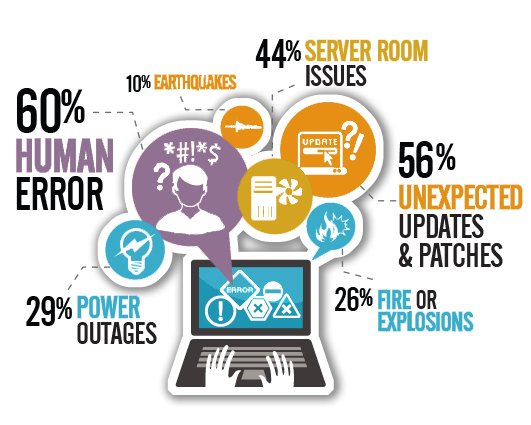 44% SERVER ROOM
ISSUES
10% EARTHQUAKES
60%
HUMAN
ERROR
*#!*$
?
UPDATE
?!
56%
UNEXPECTED
UPDATES
& PATCHES
29% POWER
OUTAGES
ERROR
!
26% FIRE OR
EXPLOSIONS